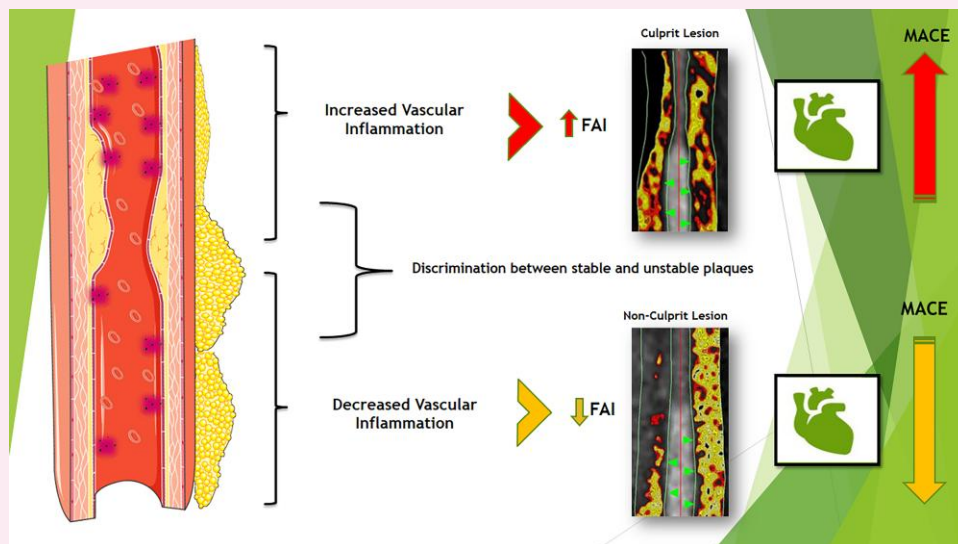 Culprit Lesion
MACE
Increased Vascular
Inflammation
FAI
Discrimination between stable and unstable plaques
Non-Culprit Lesion
MACE
Decreased Vascular
Inflammation
FAI